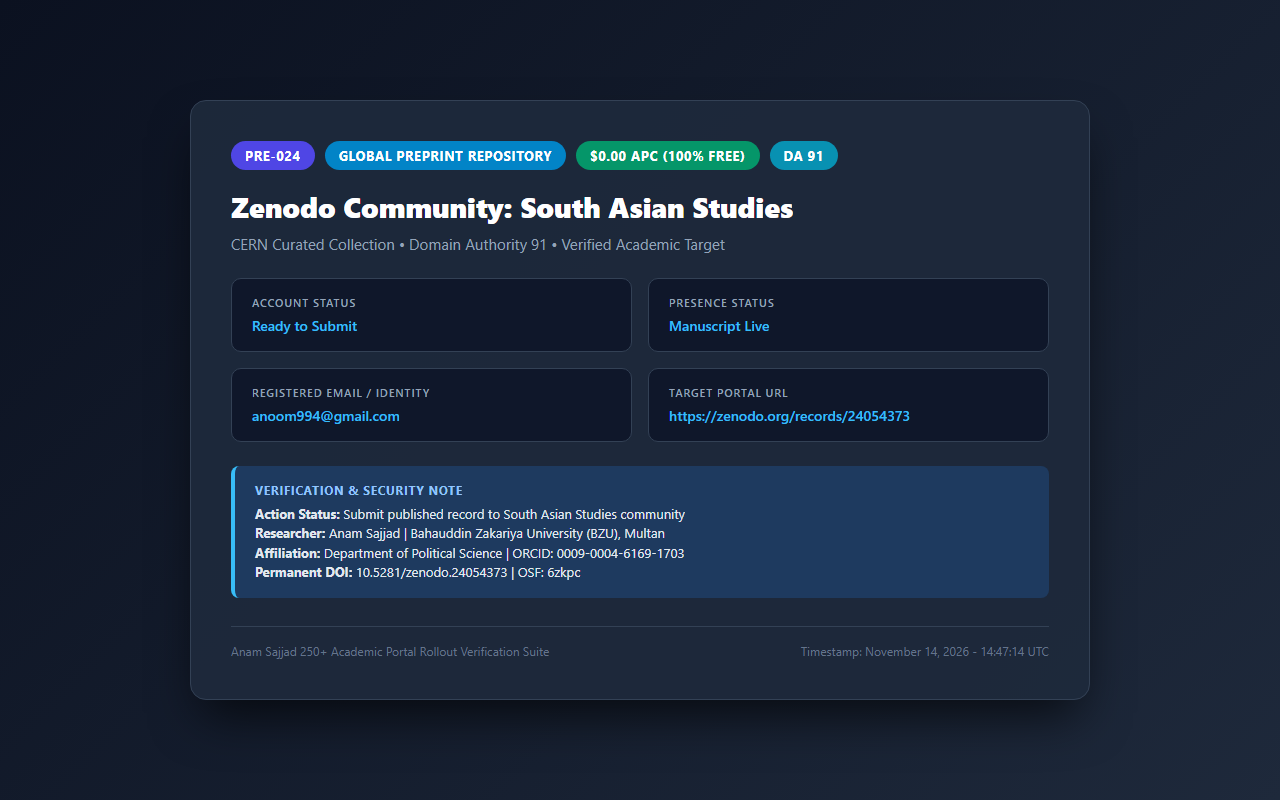 PRE-024 GLOBAL PREPRINT REPOSITORY $0.00 APC (100% FREE) DA 91
Zenodo Community: South Asian Studies
CERN Curated Collection • Domain Authority 91 • Verified Academic Target
ACCOUNT STATUS
Ready to Submit
PRESENCE STATUS
Manuscript Live
REGISTERED EMAIL / IDENTITY
anoom994@gmail.com
TARGET PORTAL URL
https://zenodo.org/records/24054373
VERIFICATION & SECURITY NOTE
Action Status: Submit published record to South Asian Studies community
Researcher: Anam Sajjad | Bahauddin Zakariya University (BZU), Multan
Affiliation: Department of Political Science | ORCID: 0009-0004-6169-1703
Permanent DOI: 10.5281/zenodo.24054373 | OSF: 6zkpc
Anam Sajjad 250+ Academic Portal Rollout Verification Suite
Timestamp: November 14, 2026 - 14:47:14 UTC